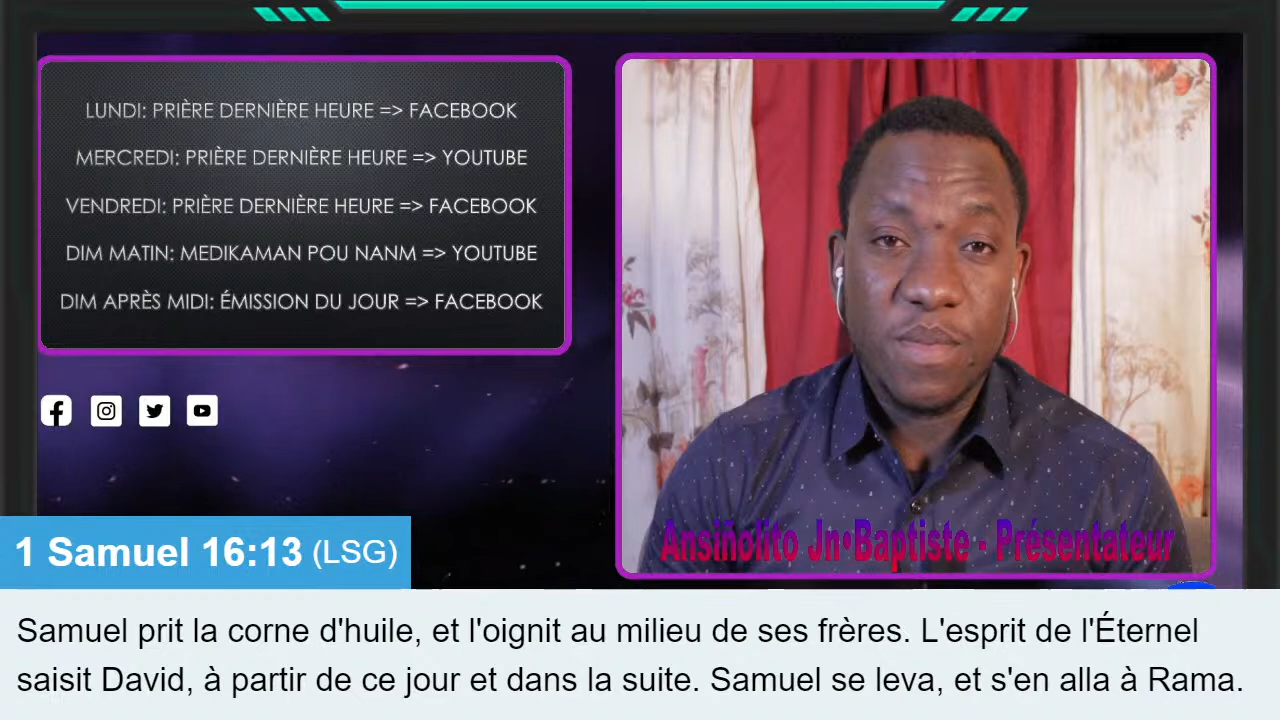 LUNDI: PRIÈRE DERNIÈRE HEURE => FACEBOOK
MERCREDI: PRIÈRE DERNIÈRE HEURE => YOUTUBE
VENDREDI: PRIÈRE DERNIÈRE HEURE => FACEBOOK
DIM MATIN: MEDIKAMAN POU NANM => YOUTUBE
DIM APRÈS MIDI: ÉMISSION DU JOUR => FACEBOOK
Ansiñolito Jn•Baptiste - Présentateur
1 Samuel 16:13 (LSG)
Samuel prit la corne d'huile, et l'oignit au milieu de ses frères. L'esprit de l'Éternel
saisit David, à partir de ce jour et dans la suite. Samuel se leva, et s'en alla à Rama.